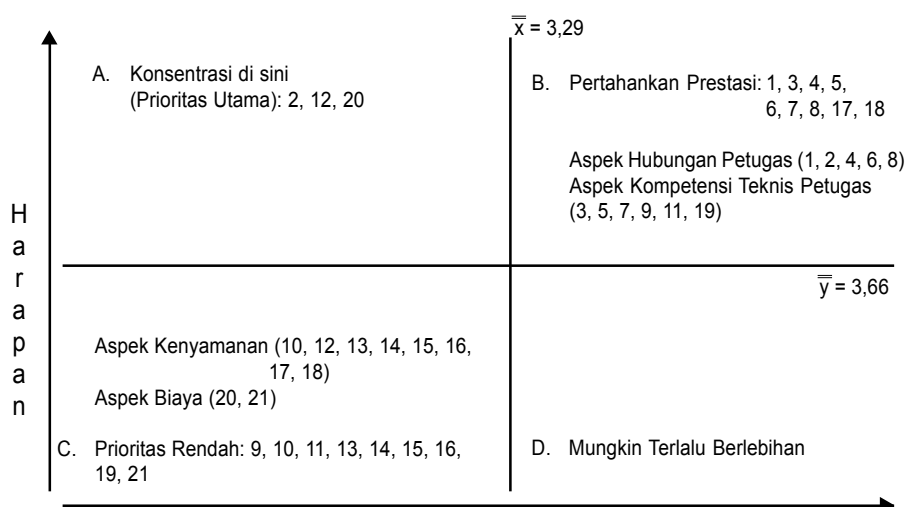 x̿ = 3,29
A. Konsentrasi di sini
(Prioritas Utama): 2, 12, 20
B. Pertahankan Prestasi: 1, 3, 4, 5,
6, 7, 8, 17, 18
Aspek Hubungan Petugas (1, 2, 4, 6, 8)
Aspek Kompetensi Teknis Petugas
(3, 5, 7, 9, 11, 19)
Harapan
y̿ = 3,66
Aspek Kenyamanan (10, 12, 13, 14, 15, 16,
17, 18)
Aspek Biaya (20, 21)
C. Prioritas Rendah: 9, 10, 11, 13, 14, 15, 16,
19, 21
D. Mungkin Terlalu Berlebihan